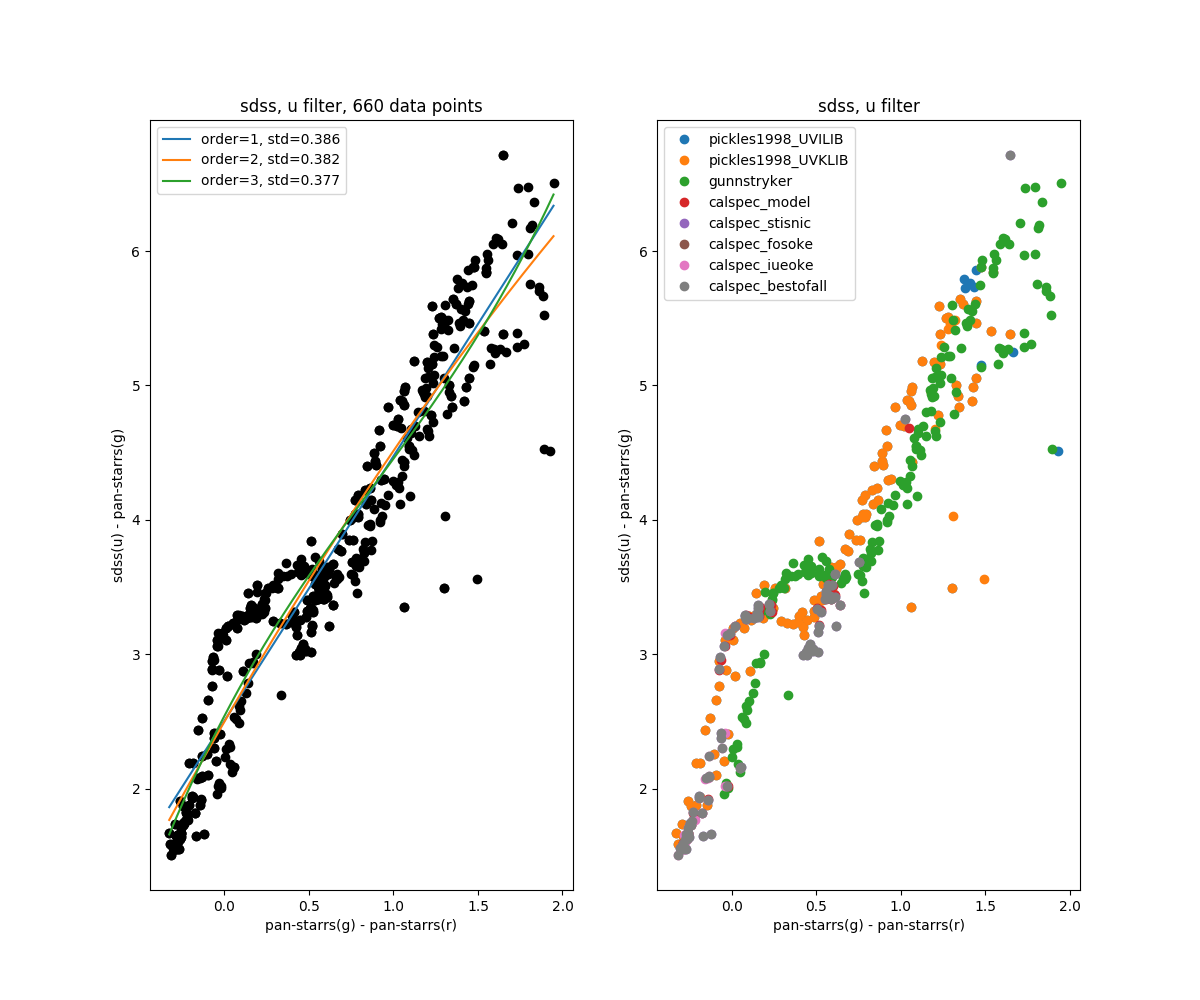 sdss, u filter, 660 data points
order=1, std=0.386
order=2, std=0.382
order=3, std=0.377
6
5
4
3
2
sdss(u) - pan-starrs(g)
0.0 0.5 1.0 1.5 2.0
pan-starrs(g) - pan-starrs(r)
sdss, u filter
pickles1998_UVILIB
pickles1998_UVKLIB
gunnstryker
calspec_model
calspec_stisnic
calspec_fosoke
calspec_iueoke
calspec_bestofall
6
5
4
3
2
sdss(u) - pan-starrs(g)
0.0 0.5 1.0 1.5 2.0
pan-starrs(g) - pan-starrs(r)